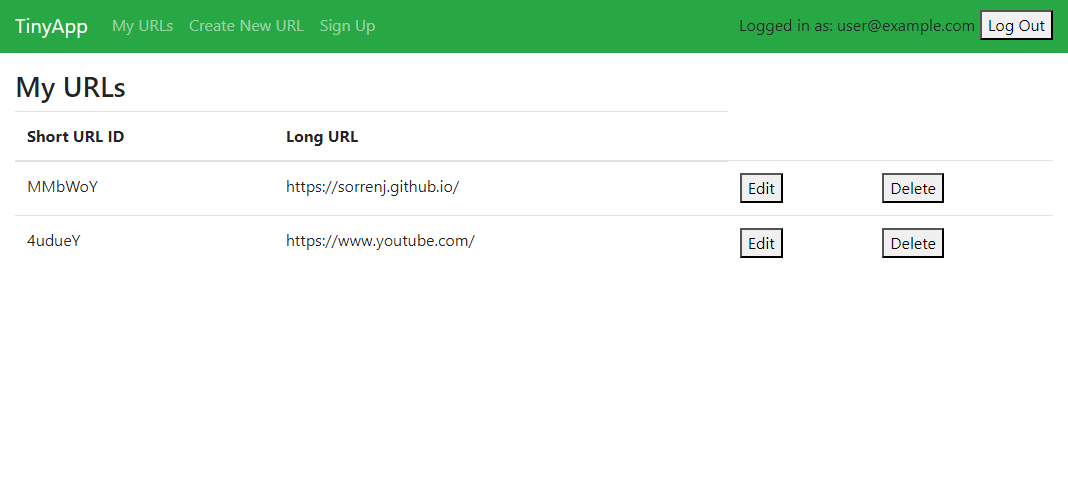 TinyApp My URLs Create New URL Sign Up Logged in as: user@example.com Log Out
My URLs
Short URL ID Long URL
MMbWoY https://sorrenj.github.io/ Edit Delete
4udueY https://www.youtube.com/ Edit Delete